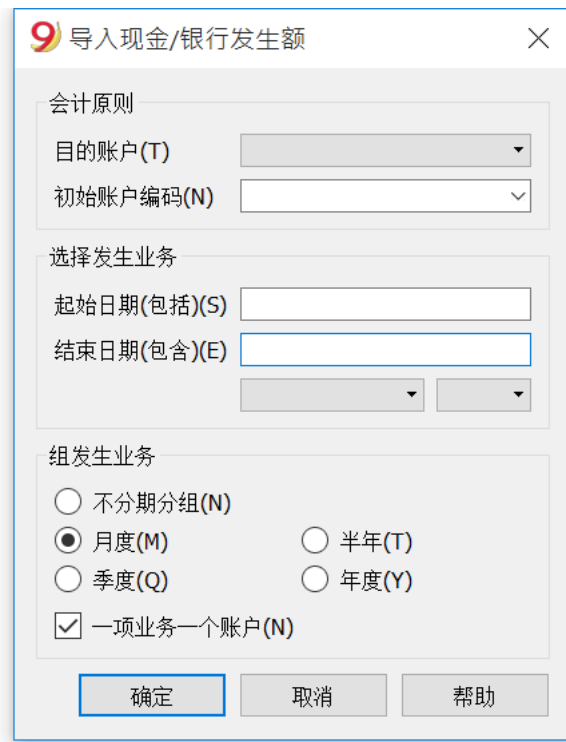 9 导入现金/银行发生额
会计原则
目的账户(T)
初始账户编码(N)
选择发生业务
起始日期(包括)(S)
结束日期(包含)(E)
组发生业务
不分期分组(N)
月度(M) 半年(T)
季度(Q) 年度(Y)
一项业务一个账户(N)
确定 取消 帮助